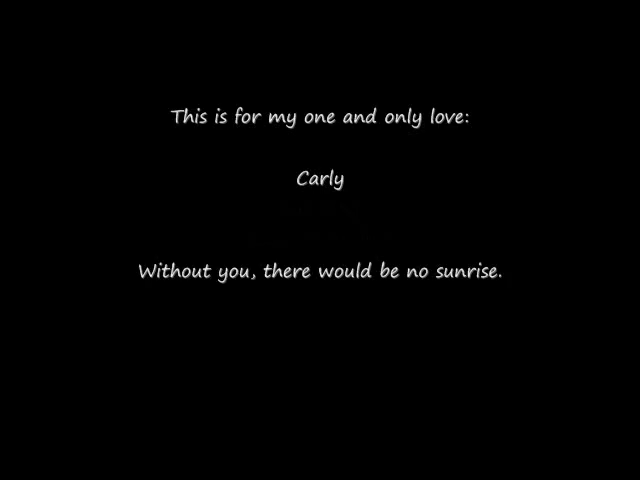 This is for my one and only love:
Carly
Without you, there would be no sunrise.